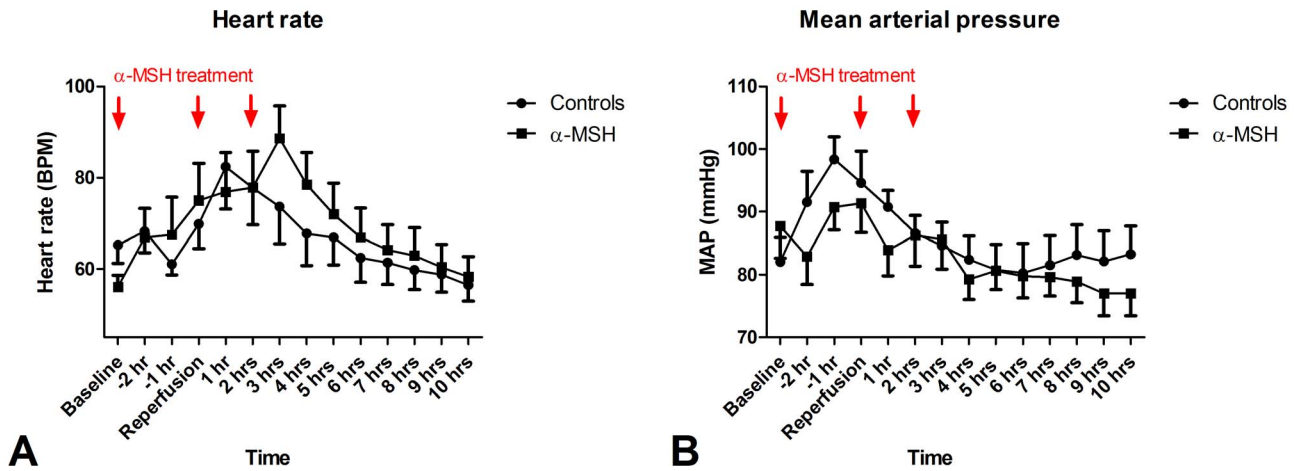 Heart rate
α-MSH treatment
100
80
60
Heart rate (BPM)
Controls
α-MSH
Baseline
-2 hr
-1 hr
Reperfusion
1 hr
2 hrs
3 hrs
4 hrs
5 hrs
6 hrs
7 hrs
8 hrs
9 hrs
10 hrs
Time
A
Mean arterial pressure
α-MSH treatment
110
100
90
80
70
MAP (mmHg)
Controls
α-MSH
Baseline
-2 hr
-1 hr
Reperfusion
1 hr
2 hrs
3 hrs
4 hrs
5 hrs
6 hrs
7 hrs
8 hrs
9 hrs
10 hrs
Time
B